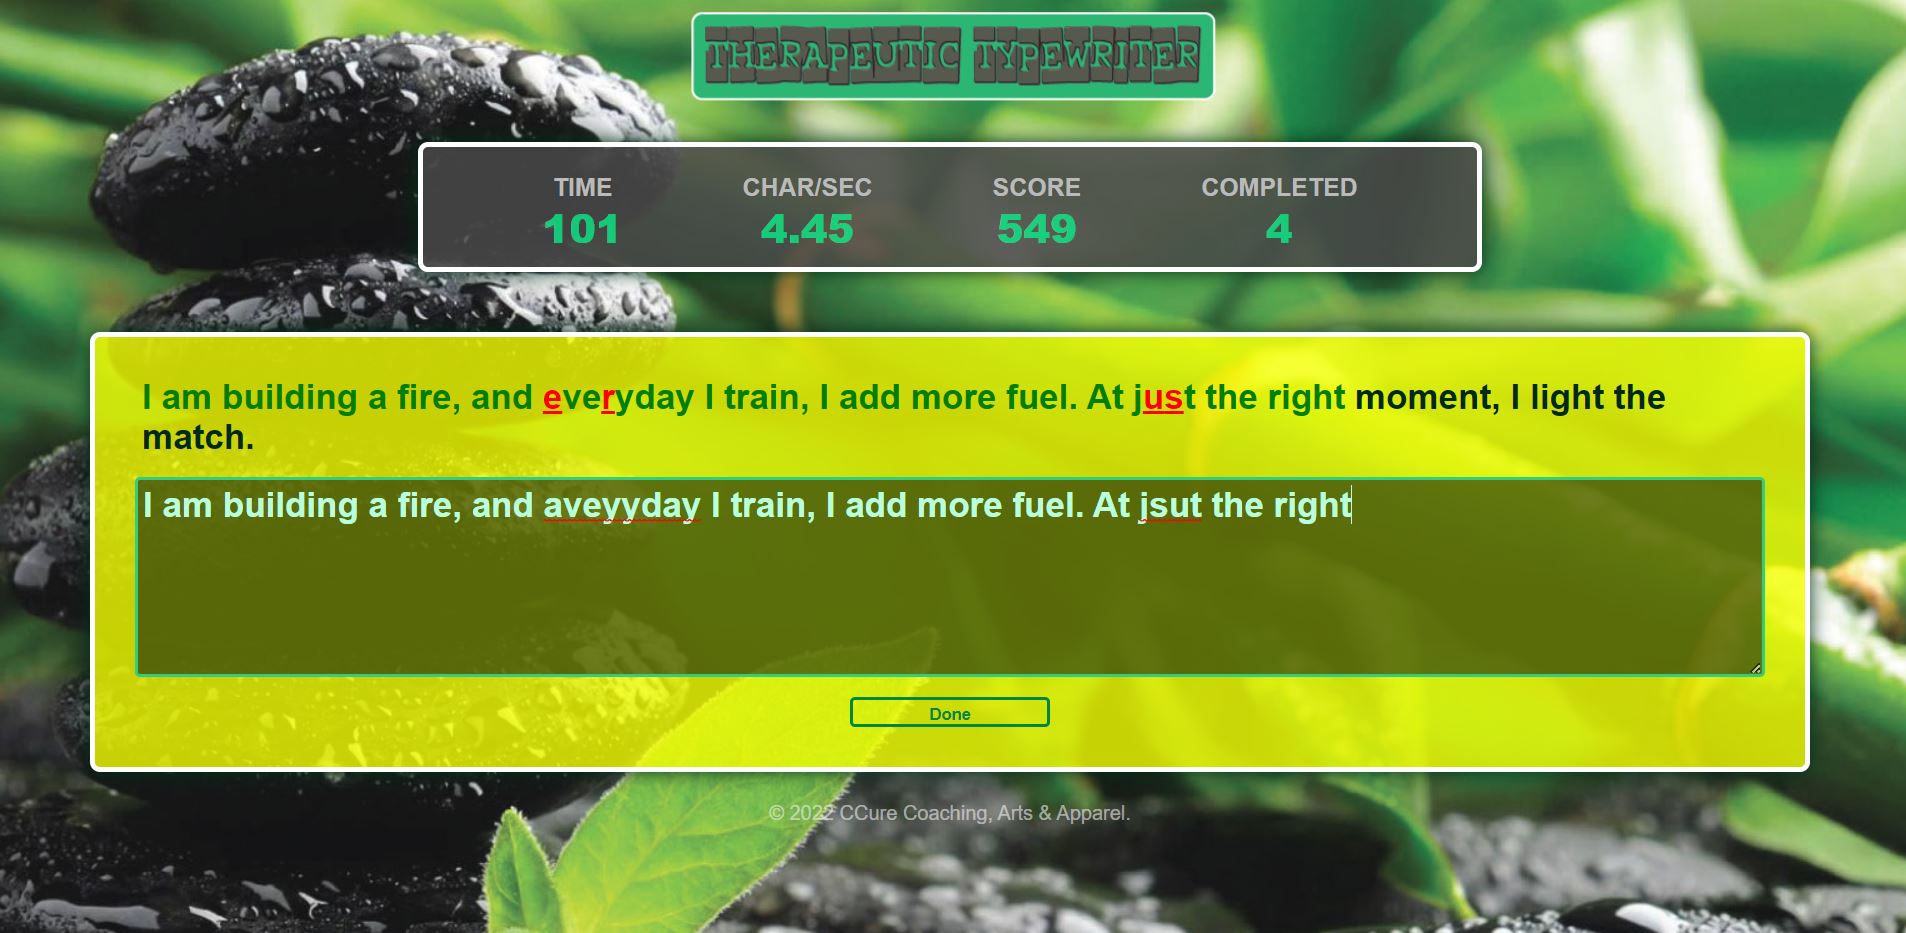 THERAPEUTIC TYPEWRITER
TIME CHAR/SEC SCORE COMPLETED
101 4.45 549 4
I am building a fire, and everyday I train, I add more fuel. At just the right moment, I light the
match.
I am building a fire, and aveyyday I train, I add more fuel. At jsut the right
Done
© 2022 CCure Coaching, Arts & Apparel.